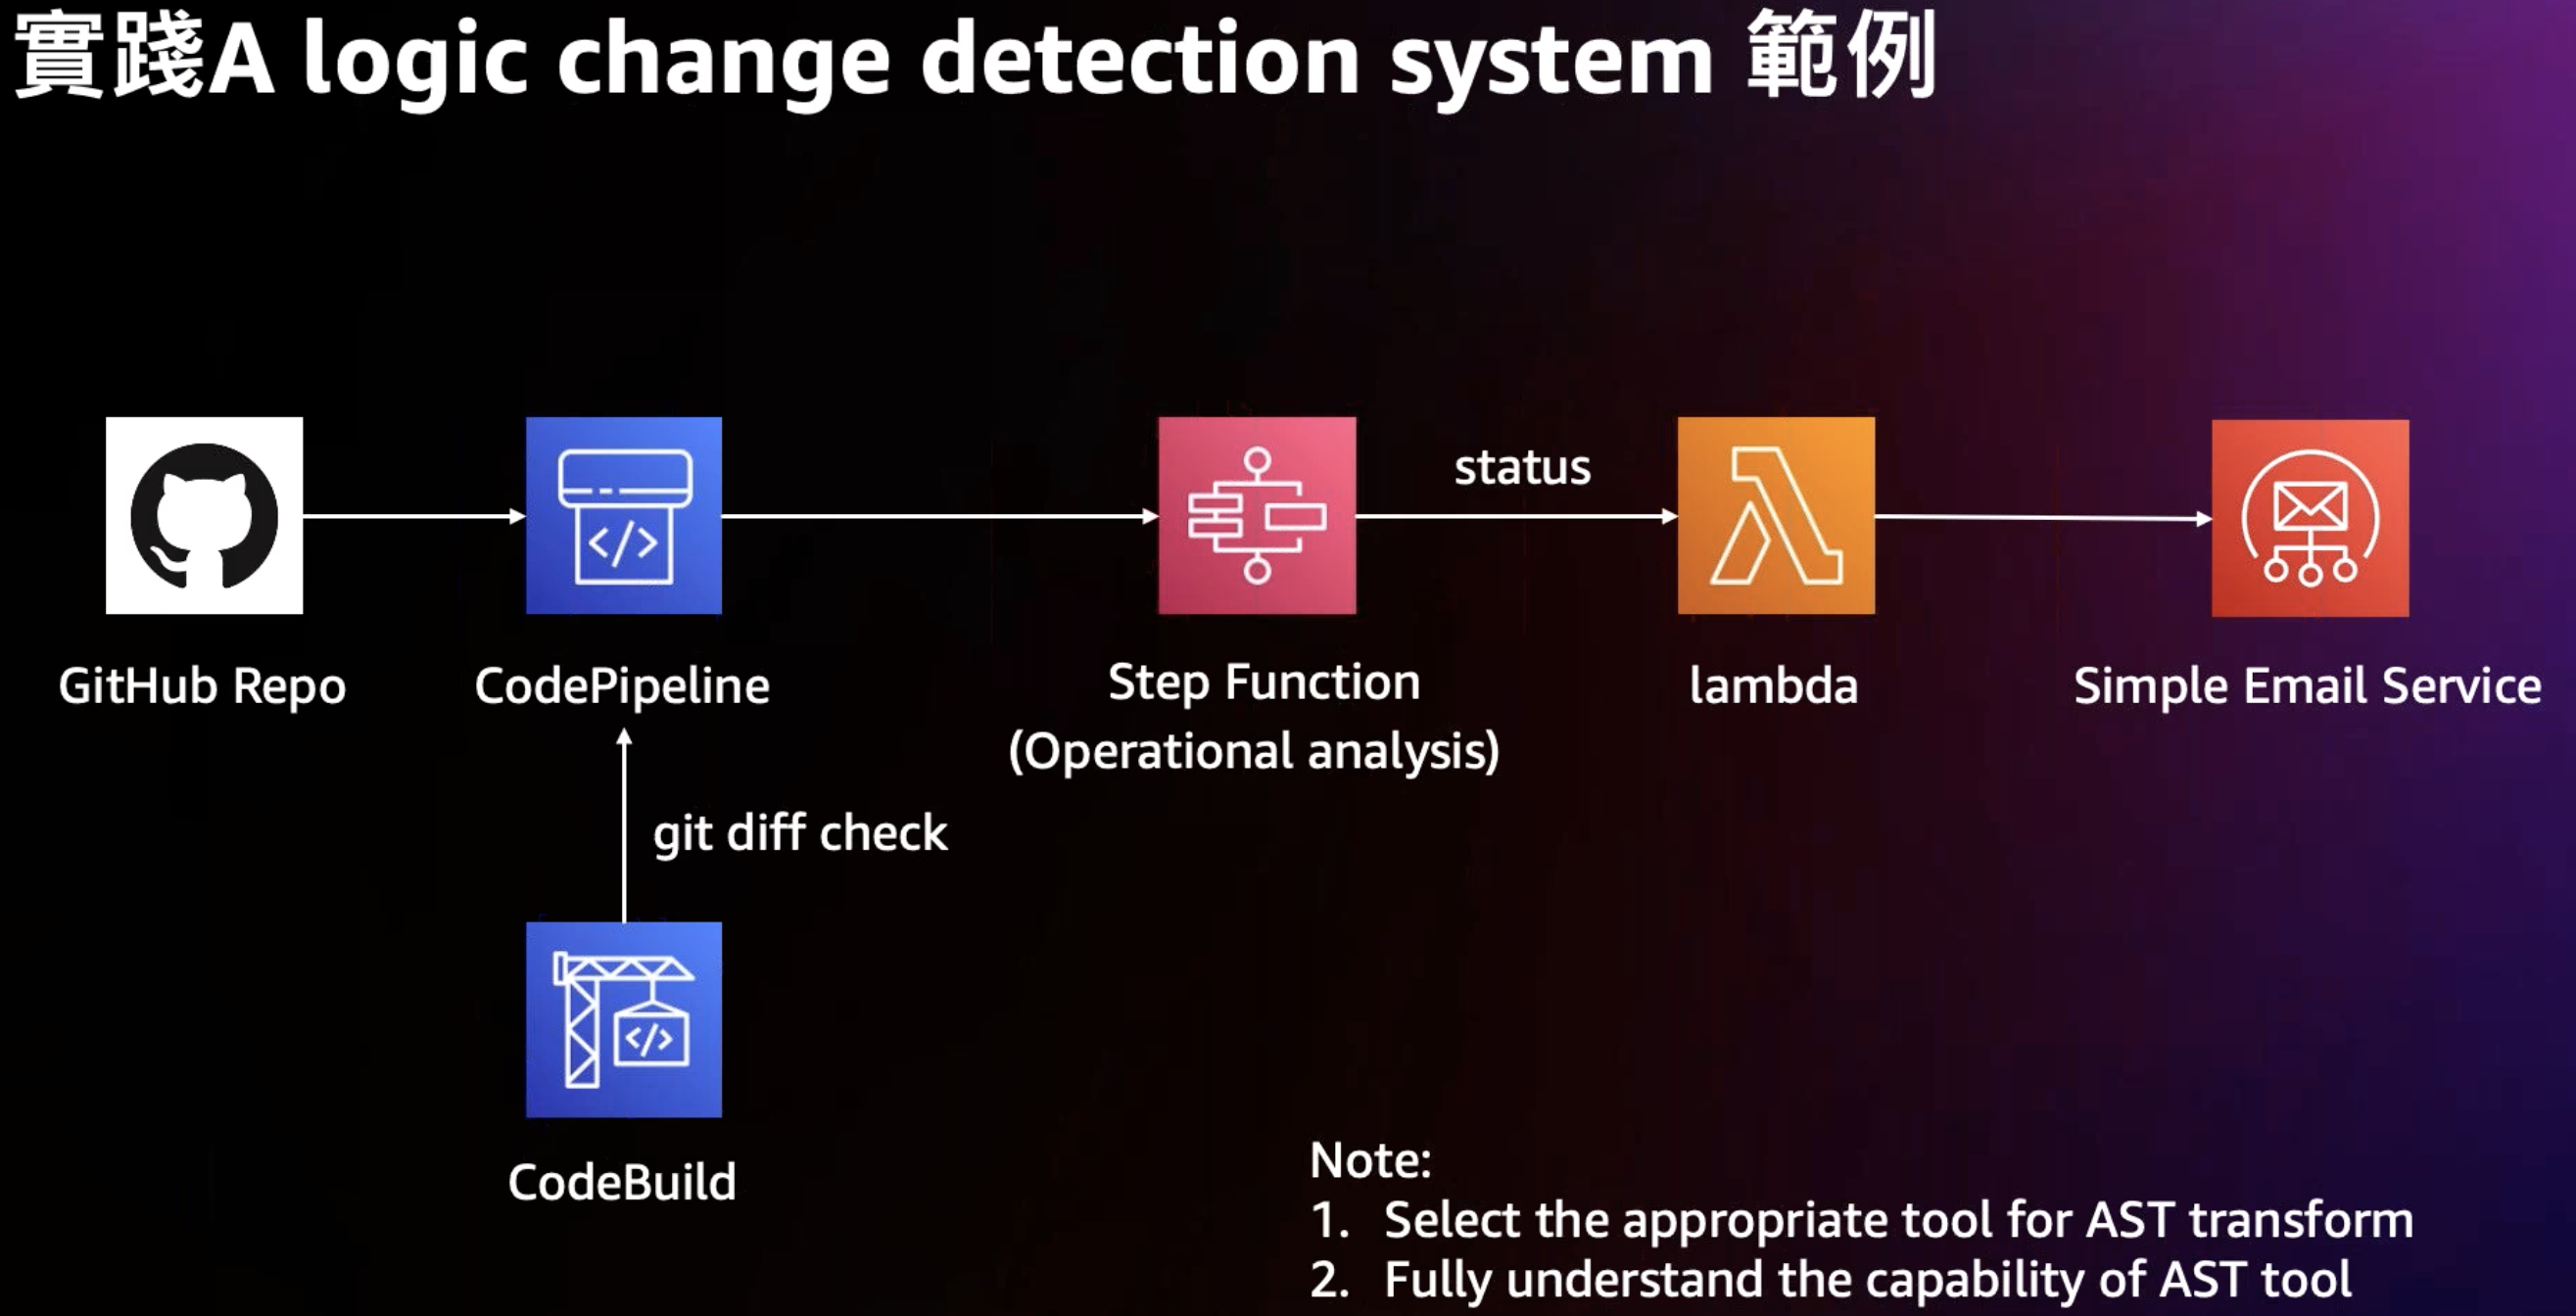 實踐A logic change detection system 範例
status
GitHub Repo
CodePipeline
Step Function
(Operational analysis)
lambda
Simple Email Service
git diff check
CodeBuild
Note:
1. Select the appropriate tool for AST transform
2. Fully understand the capability of AST tool